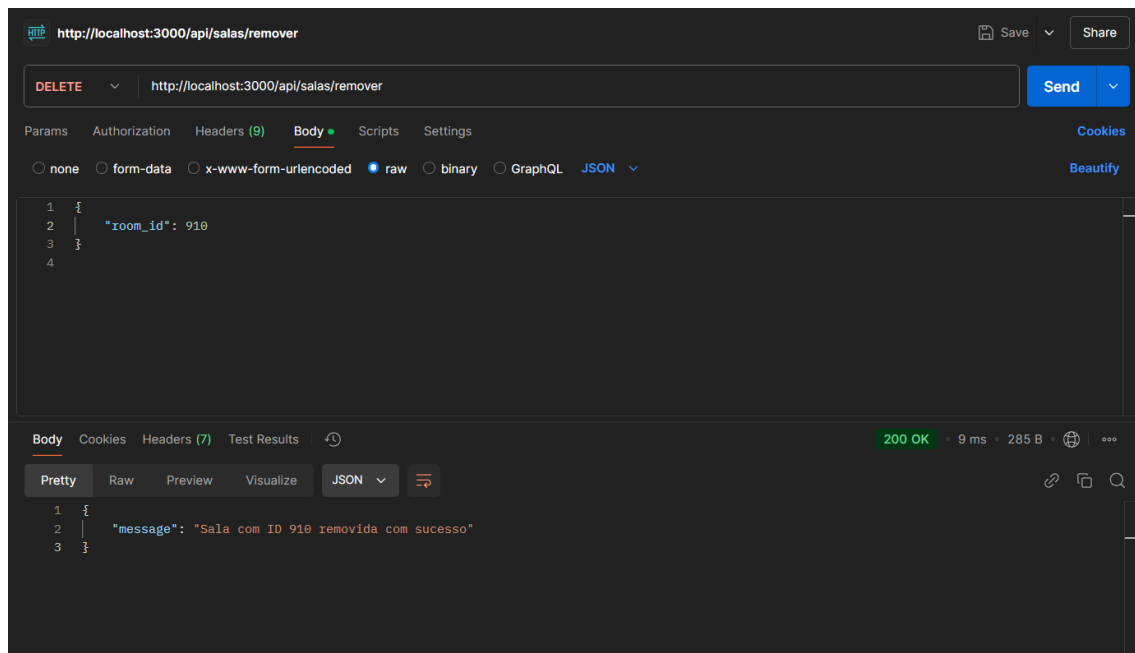 HTTP http://localhost:3000/api/salas/remover Save Share
DELETE http://localhost:3000/api/salas/remover Send
Params Authorization Headers (9) Body Scripts Settings Cookies
none form-data x-www-form-urlencoded raw binary GraphQL JSON Beautify
1 {
2 "room_id": 910
3 }
4
Body Cookies Headers (7) Test Results 200 OK 9 ms 285 B
Pretty Raw Preview Visualize JSON
1 {
2 "message": "Sala com ID 910 removida com sucesso"
3 }